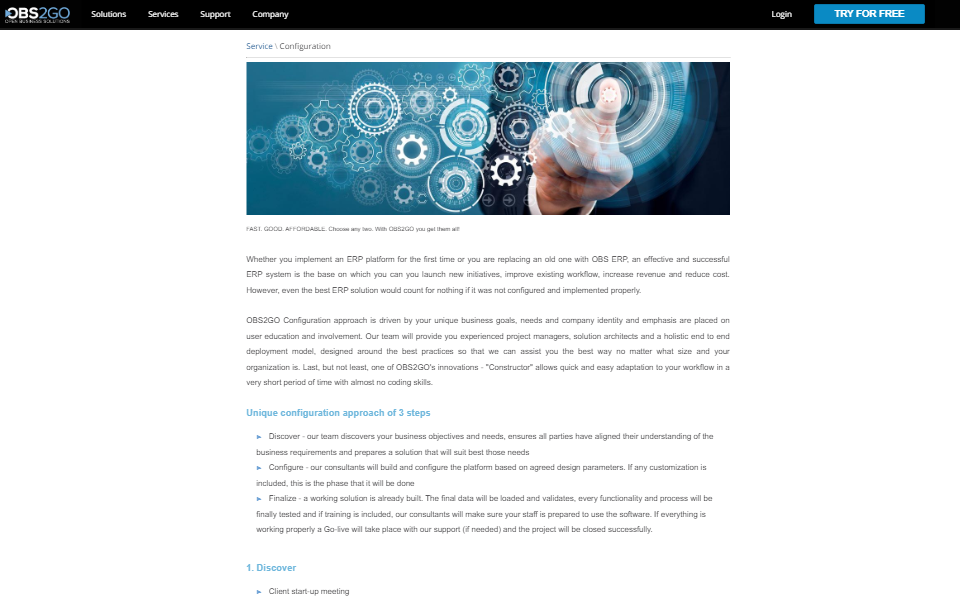 OBS2GO
OPEN BUSINESS SOLUTIONS
Solutions
Services
Support
Company
Login
TRY FOR FREE
Service \ Configuration
FAST. GOOD. AFFORDABLE. Choose any two. With OBS2GO you get them all!
Whether you implement an ERP platform for the first time or you are replacing an old one with OBS ERP, an effective and successful
ERP system is the base on which you can you launch new initiatives, improve existing workflow, increase revenue and reduce cost.
However, even the best ERP solution would count for nothing if it was not configured and implemented properly.
OBS2GO Configuration approach is driven by your unique business goals, needs and company identity and emphasis are placed on
user education and involvement. Our team will provide you experienced project managers, solution architects and a holistic end to end
deployment model, designed around the best practices so that we can assist you the best way no matter what size and your
organization is. Last, but not least, one of OBS2GO's innovations - "Constructor" allows quick and easy adaptation to your workflow in a
very short period of time with almost no coding skills.
Unique configuration approach of 3 steps
► Discover - our team discovers your business objectives and needs, ensures all parties have aligned their understanding of the
business requirements and prepares a solution that will suit best those needs
► Configure - our consultants will build and configure the platform based on agreed design parameters. If any customization is
included, this is the phase that it will be done
► Finalize - a working solution is already built. The final data will be loaded and validates, every functionality and process will be
finally tested and if training is included, our consultants will make sure your staff is prepared to use the software. If everything is
working properly a Go-live will take place with our support (if needed) and the project will be closed successfully.
1. Discover
► Client start-up meeting